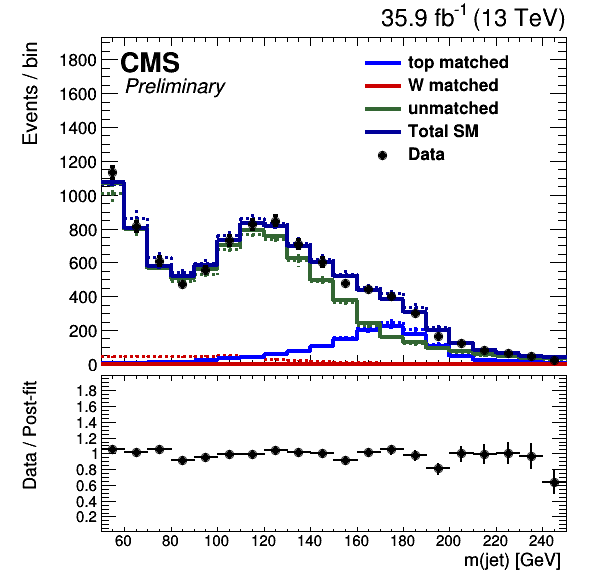 35.9 fb⁻¹ (13 TeV)
CMS
Preliminary
top matched
W matched
unmatched
Total SM
Data
Events / bin
1800
1600
1400
1200
1000
800
600
400
200
0
Data / Post-fit
1.8
1.6
1.4
1.2
1
0.8
0.6
0.4
0.2
60 80 100 120 140 160 180 200 220 240
m(jet) [GeV]